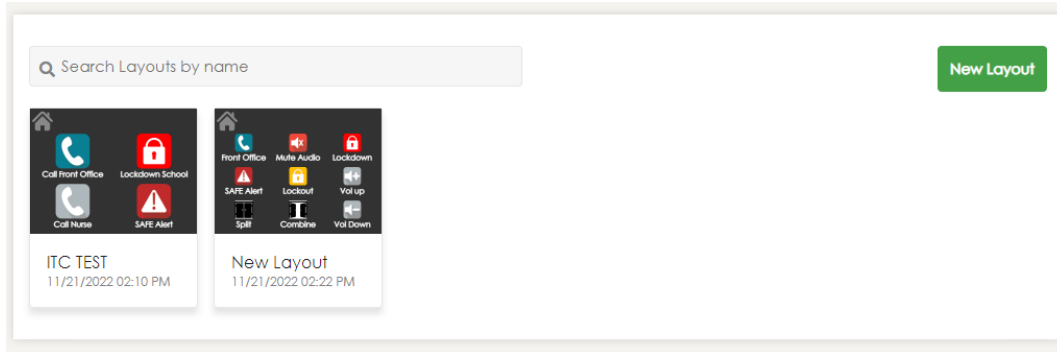 Search Layouts by name
New Layout
Call Front Office Lockdown School
Call Nurse SAFE Alert
ITC TEST
11/21/2022 02:10 PM
Front Office Mute Audio Lockdown
SAFE Alert Lockout Vol up
Split Combine Vol Down
New Layout
11/21/2022 02:22 PM